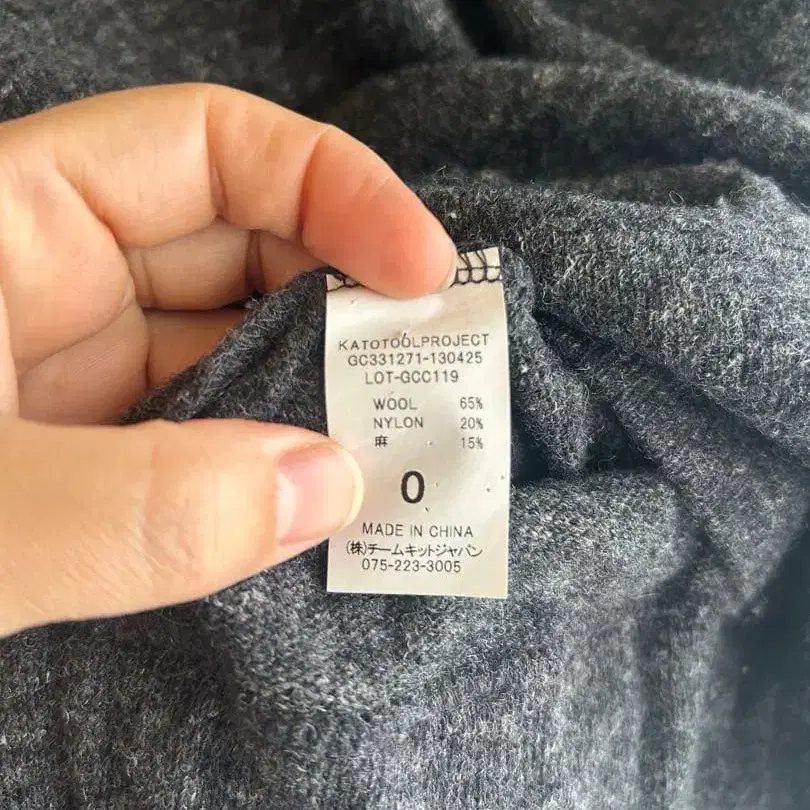 KATOTOOLPROJECT
GC331271-130425
LOT-GCC119
WOOL 65%
NYLON 20%
麻 15%
0
MADE IN CHINA
(株)チームキットジャパン
075-223-3005